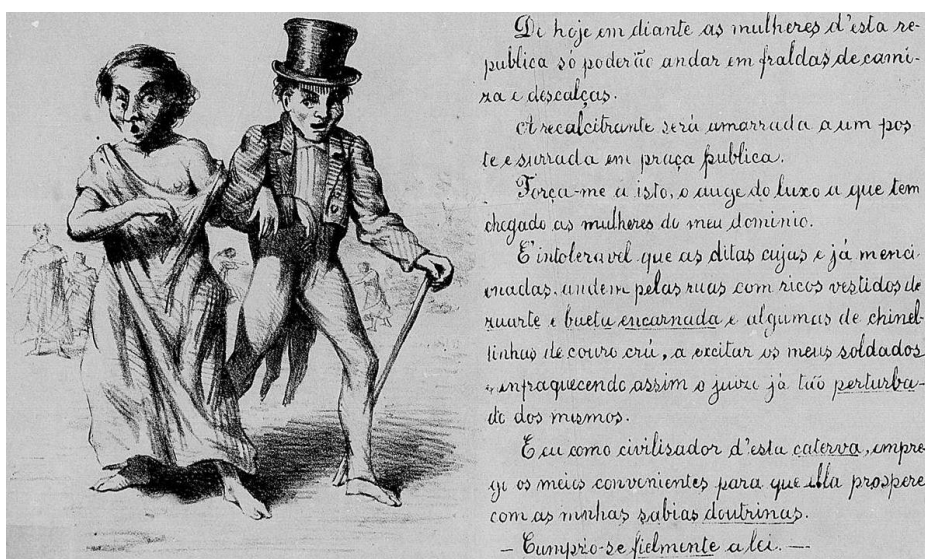 De hoje em diante as mulheres d'esta re-
publica só poderão andar em fraldas de cami-
za e descalças.
A recalcitrante será amarrada a um pos
te e surrada em praça publica.
Força-me a isto, o auge do luxo a que tem
chegado as mulheres do meu dominio.
E' intoleravel que as ditas cujas e já menci
onadas, andem pelas ruas com ricos vestidos de
zuarte e baeta encarnada e algumas de chinel-
linhas de couro crú, a excitar os meus soldados
enfraquecendo assim o juizo já tão perturba-
do dos mesmos.
E eu como civilisador d'esta caterva, empre
gi os meios convenientes para que ella prospere
com as minhas sabias doutrinas.
— Cumpra-se fielmente a lei. —